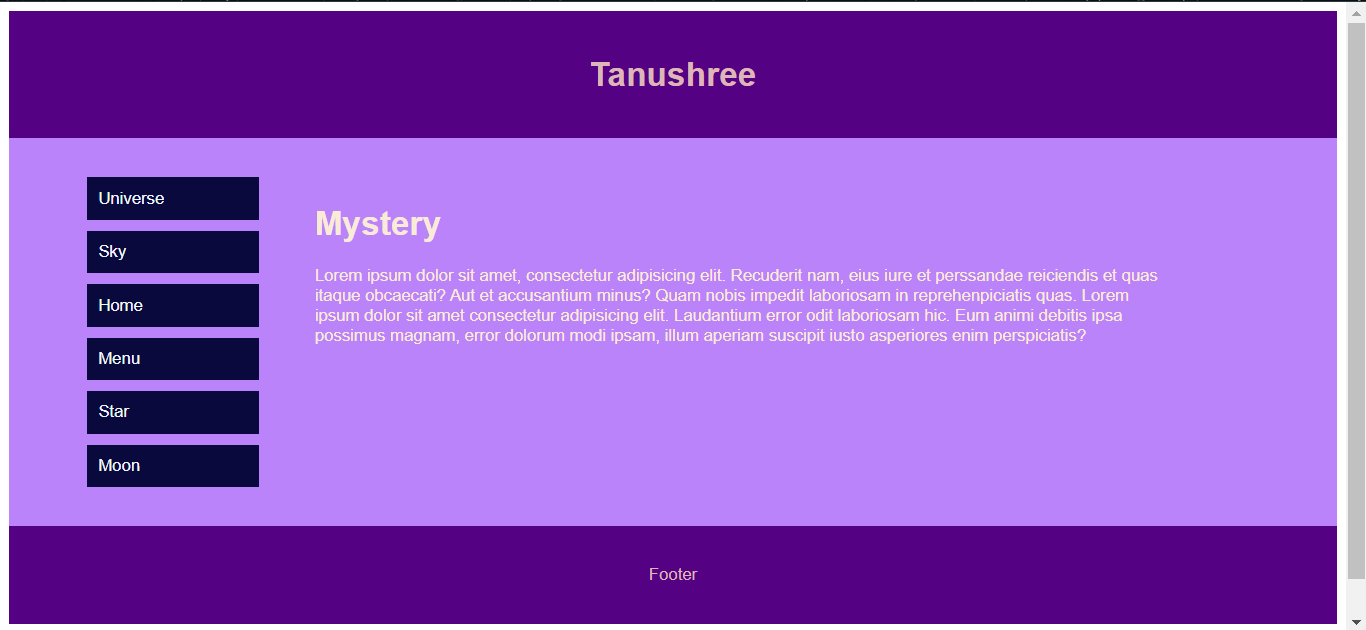 Tanushree
Universe
Sky
Home
Menu
Star
Moon
Mystery
Lorem ipsum dolor sit amet, consectetur adipisicing elit. Recuderit nam, eius iure et perssandae reiciendis et quas
itaque obcaecati? Aut et accusantium minus? Quam nobis impedit laboriosam in reprehenpiciatis quas. Lorem
ipsum dolor sit amet consectetur adipisicing elit. Laudantium error odit laboriosam hic. Eum animi debitis ipsa
possimus magnam, error dolorum modi ipsam, illum aperiam suscipit iusto asperiores enim perspiciatis?
Footer